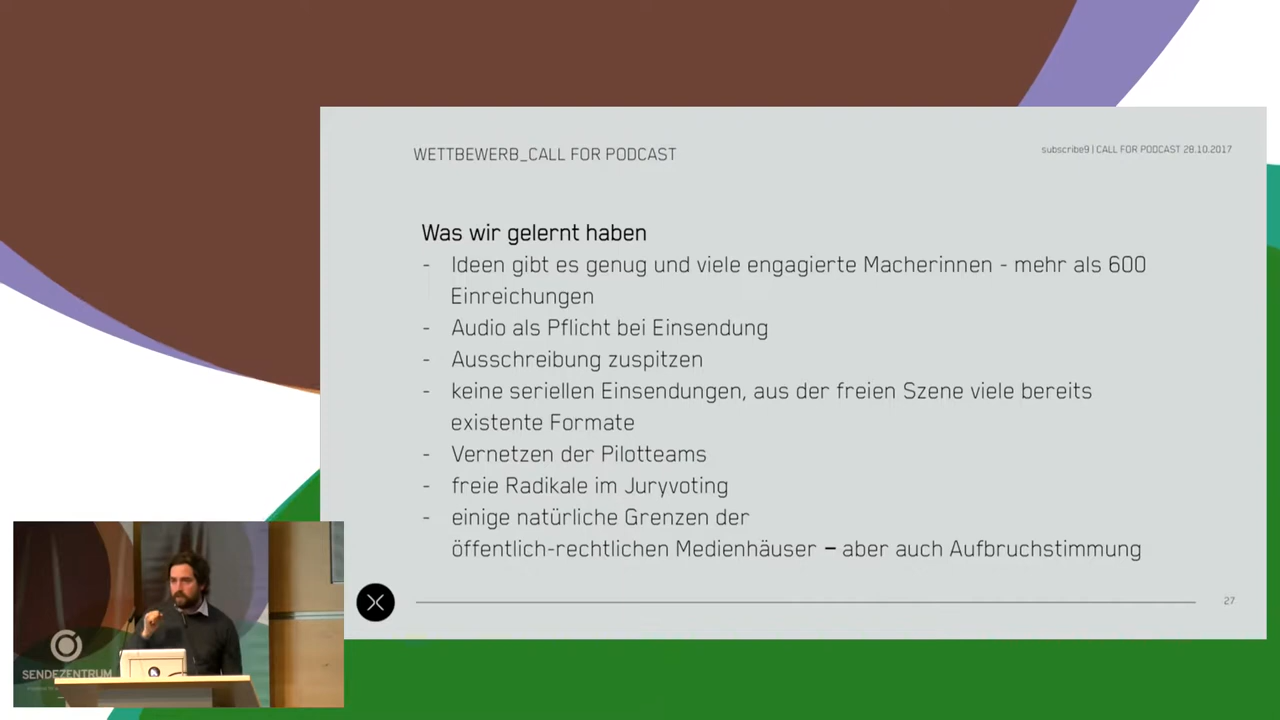 WETTBEWERB_CALL FOR PODCAST
subscribe9 | CALL FOR PODCAST 28.10.2017
Was wir gelernt haben
- Ideen gibt es genug und viele engagierte Macherinnen - mehr als 600
Einreichungen
- Audio als Pflicht bei Einsendung
- Ausschreibung zuspitzen
- keine seriellen Einsendungen, aus der freien Szene viele bereits
existente Formate
- Vernetzen der Pilotteams
- freie Radikale im Juryvoting
- einige natürliche Grenzen der
öffentlich-rechtlichen Medienhäuser – aber auch Aufbruchstimmung
27
SENDEZENTRUM